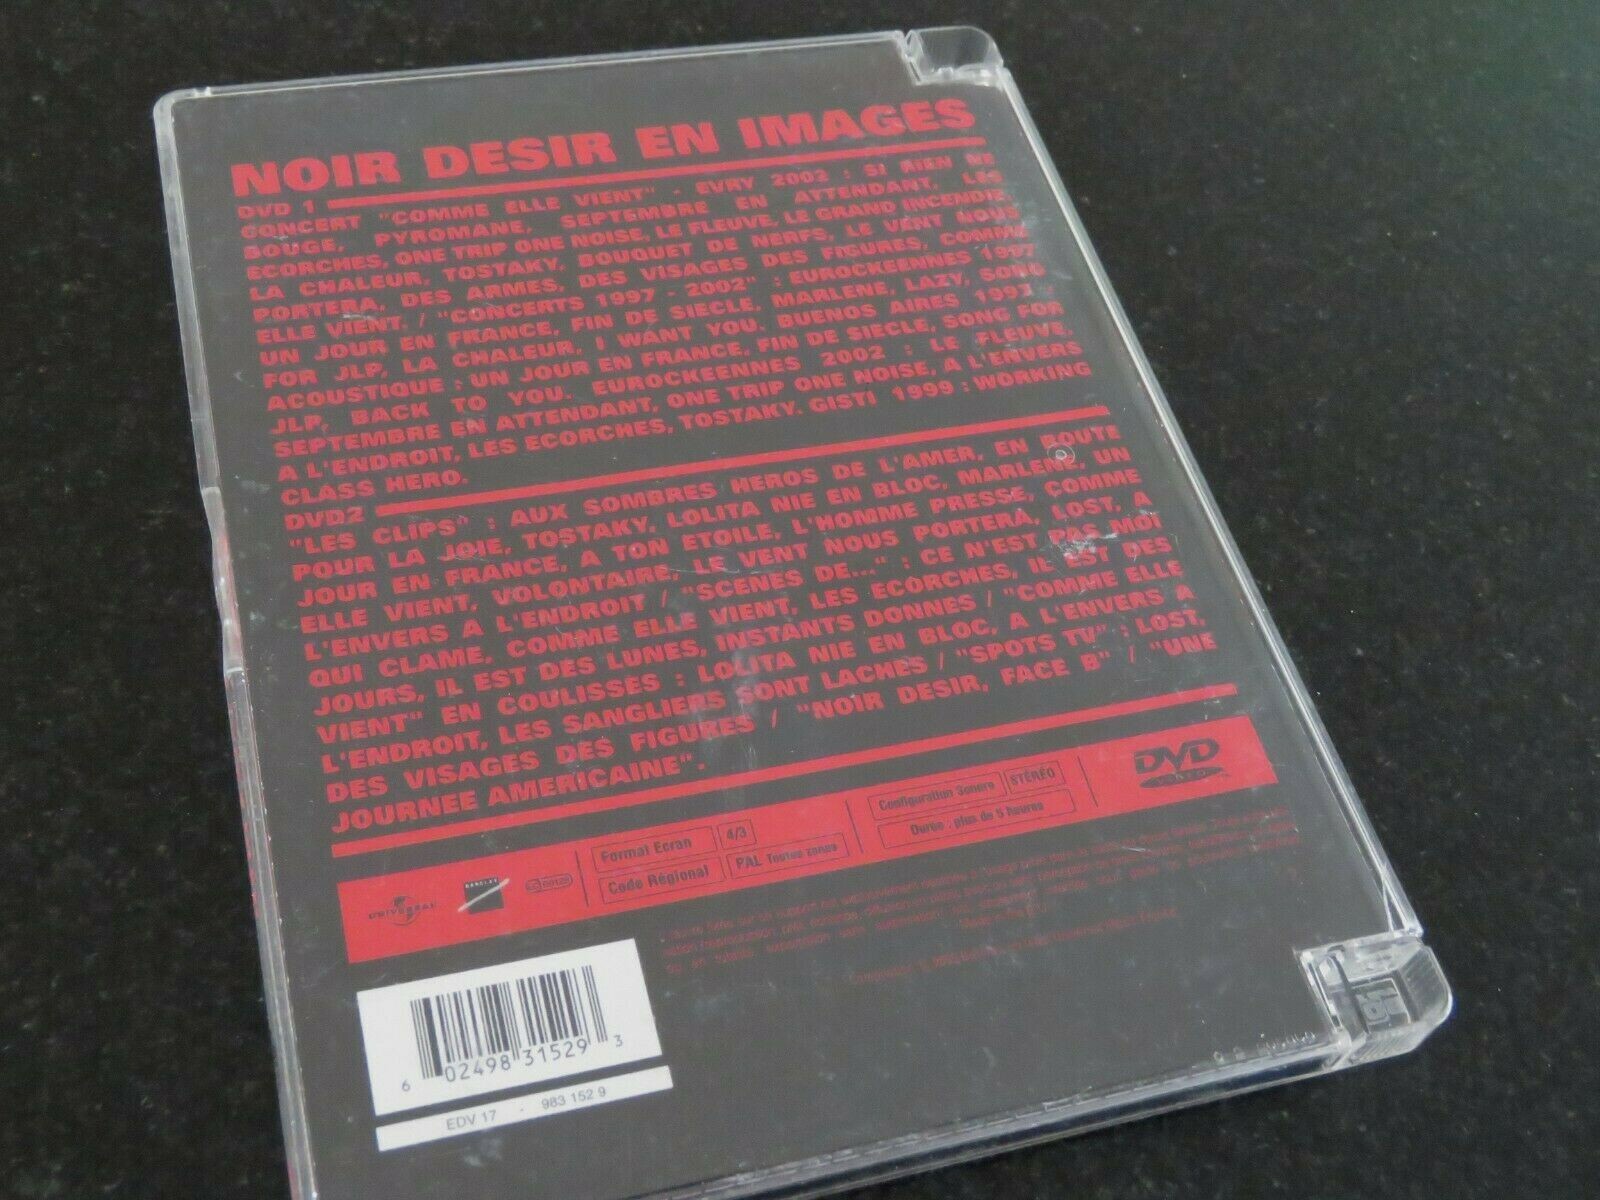 NOIR DESIR EN IMAGES
DVD 1
CONCERT "COMME ELLE VIENT" - EVRY 2002 : SI RIEN NE
BOUGE, PYROMANE, SEPTEMBRE EN ATTENDANT, LES
ECORCHES, ONE TRIP ONE NOISE, LE FLEUVE, LE GRAND INCENDIE,
LA CHALEUR, TOSTAKY, BOUQUET DE NERFS, LE VENT NOUS
PORTERA, DES ARMES, DES VISAGES DES FIGURES, COMME
ELLE VIENT. / "CONCERTS 1997 - 2002" : EUROCKEENNES 1997
UN JOUR EN FRANCE, FIN DE SIECLE, MARLENE, LAZY, SONG
FOR JLP, LA CHALEUR, I WANT YOU. BUENOS AIRES 1997
ACOUSTIQUE : UN JOUR EN FRANCE, FIN DE SIECLE, SONG FOR
JLP, BACK TO YOU. EUROCKEENNES 2002 : LE FLEUVE.
SEPTEMBRE EN ATTENDANT, ONE TRIP ONE NOISE, A L'ENVERS
A L'ENDROIT, LES ECORCHES, TOSTAKY. GISTI 1999 : WORKING
CLASS HERO.
DVD2
"LES CLIPS" : AUX SOMBRES HEROS DE L'AMER, EN ROUTE
POUR LA JOIE, TOSTAKY, LOLITA NIE EN BLOC, MARLENE, UN
JOUR EN FRANCE, A TON ETOILE, L'HOMME PRESSE, COMME
ELLE VIENT, VOLONTAIRE, LE VENT NOUS PORTERA, LOST, A
L'ENVERS A L'ENDROIT / "SCENES DE..." : CE N'EST PAS MOI
QUI CLAME, COMME ELLE VIENT, LES ECORCHES, IL EST DES
JOURS, IL EST DES LUNES, INSTANTS DONNES / "COMME ELLE
VIENT" EN COULISSES : LOLITA NIE EN BLOC, A L'ENVERS A
L'ENDROIT, LES SANGLIERS SONT LACHES / "SPOTS TV" : LOST,
DES VISAGES DES FIGURES / "NOIR DESIR, FACE B" / "UNE
JOURNEE AMERICAINE".
UNIVERSAL
BARCLAY
LC 00126
Format Ecran 4/3
Code Régional PAL Toutes zones
Configuration Sonore STÉRÉO
Durée : plus de 5 heures
DVD
VIDEO
6 02498 31529 3
EDV 17 - 983 152 9